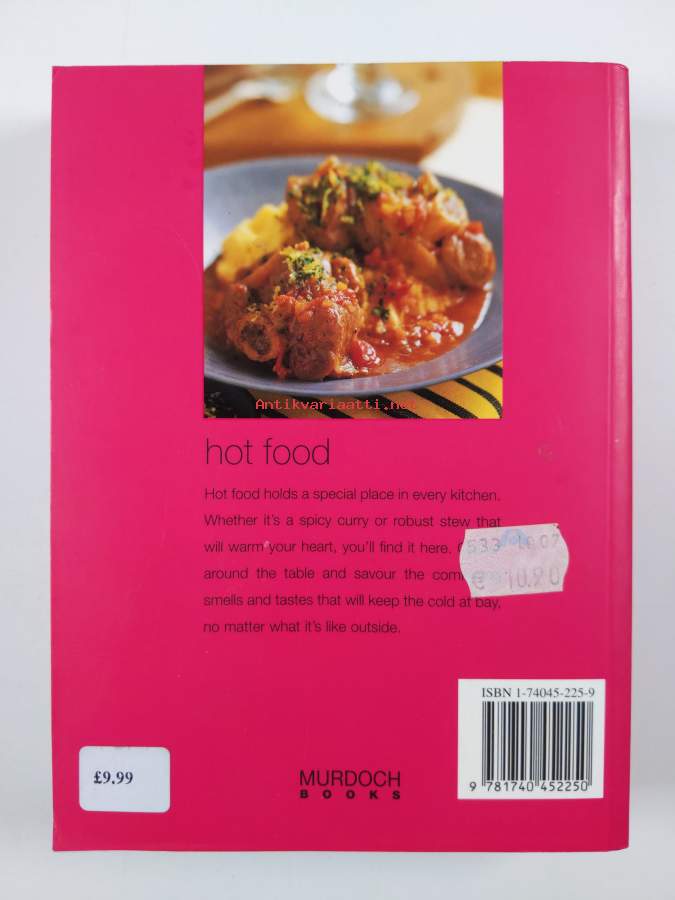 Antikvariaatti.net
hot food
Hot food holds a special place in every kitchen.
Whether it's a spicy curry or robust stew that
will warm your heart, you'll find it here.
around the table and savour the
smells and tastes that will keep the cold at bay,
no matter what it's like outside.
533 1007
€ 10.20
ISBN 1-74045-225-9
9 781740 452250
£9.99
MURDOCH
BOOKS